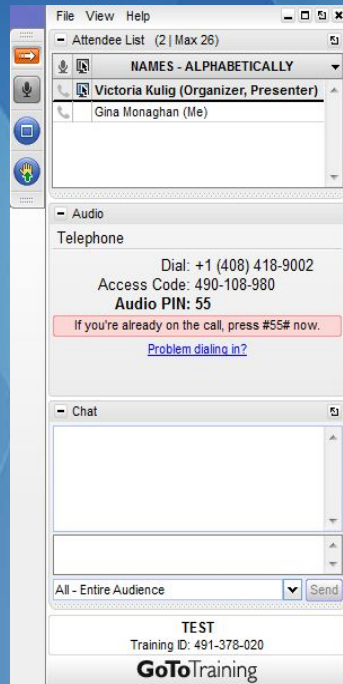 File View Help
Attendee List (2 | Max 26)
NAMES - ALPHABETICALLY
Victoria Kulig (Organizer, Presenter)
Gina Monaghan (Me)
Audio
Telephone
Dial: +1 (408) 418-9002
Access Code: 490-108-980
Audio PIN: 55
If you're already on the call, press #55# now.
Problem dialing in?
Chat
All - Entire Audience
Send
TEST
Training ID: 491-378-020
GoToTraining